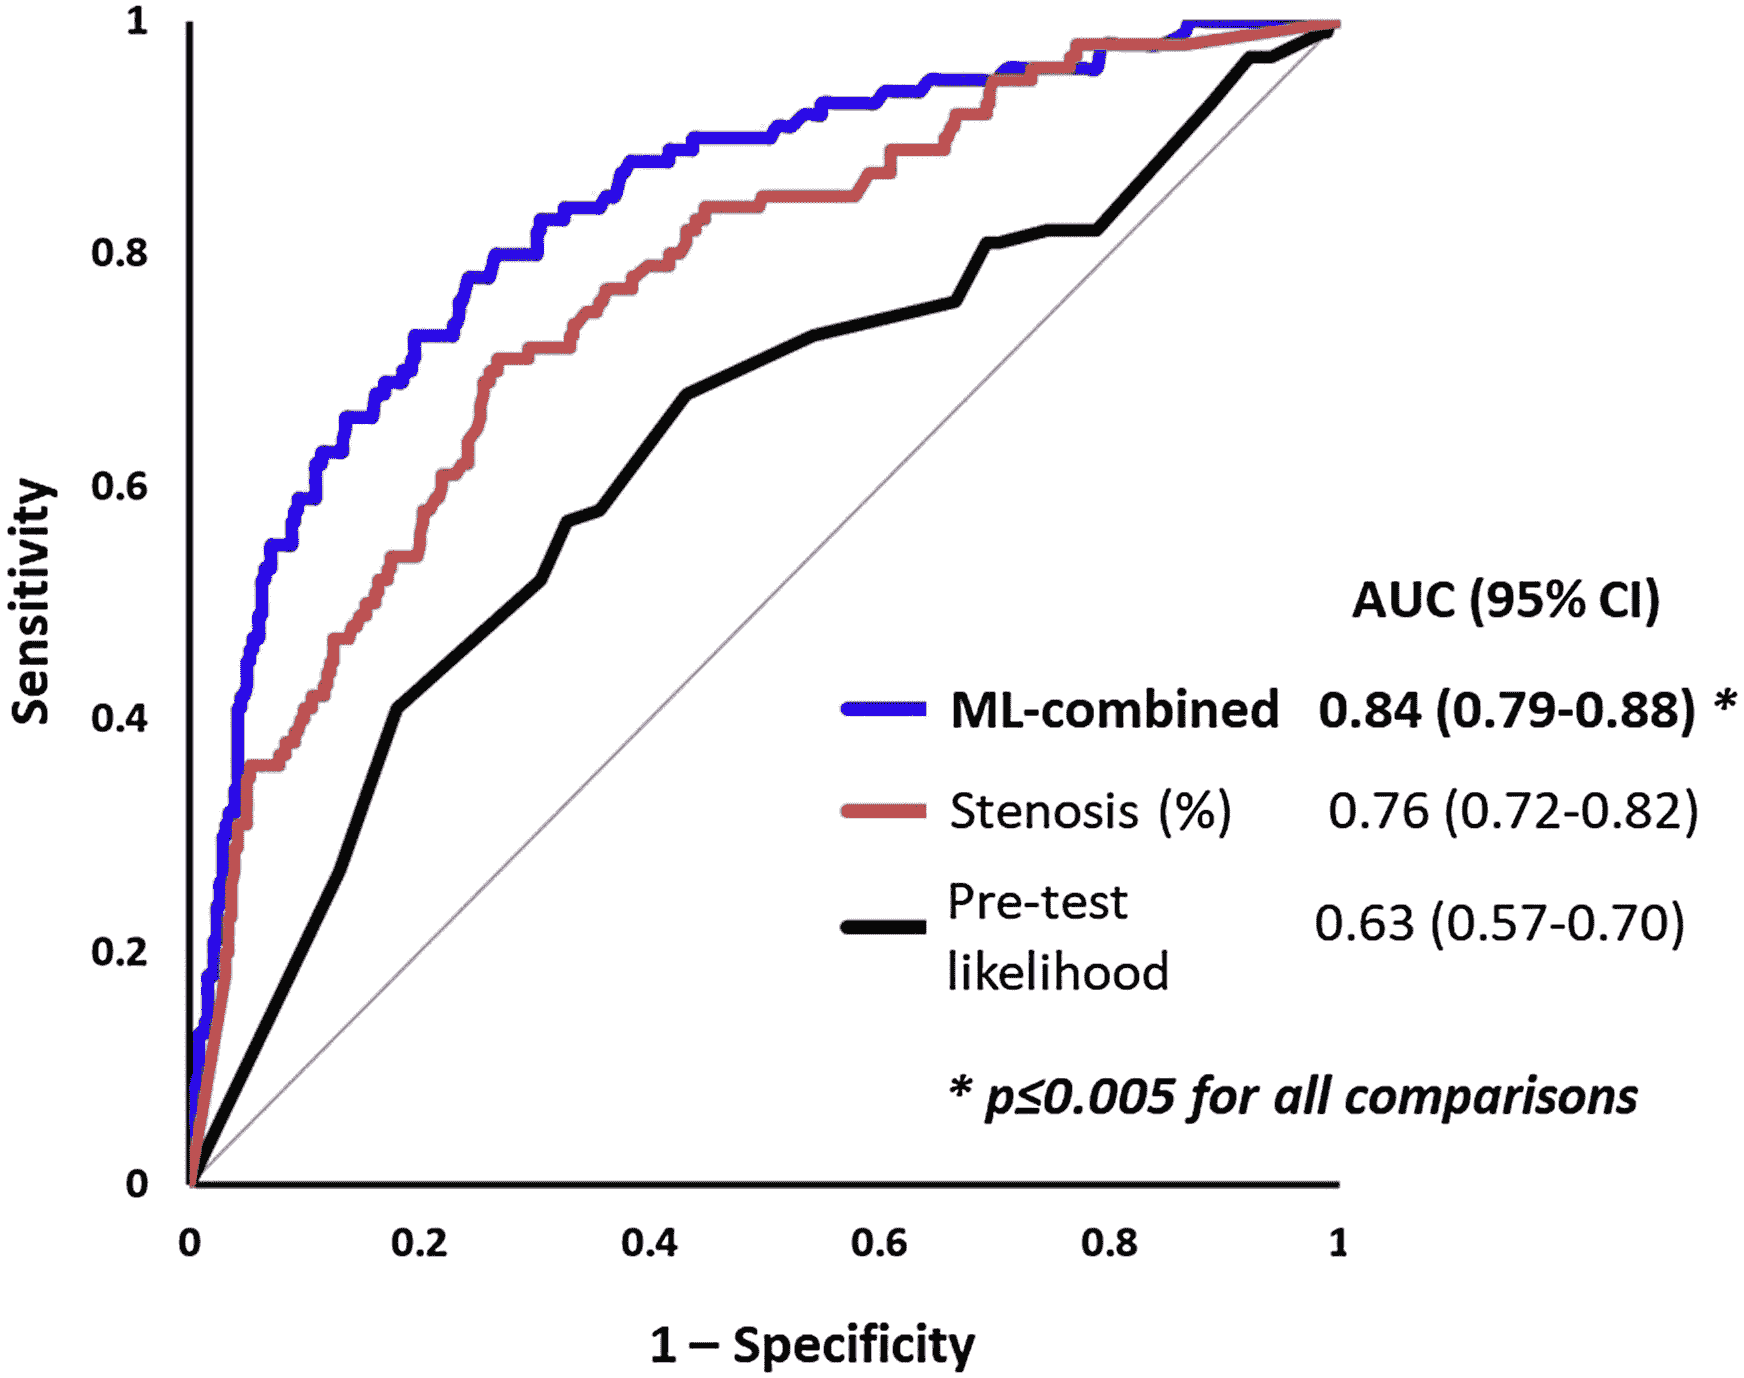 1
0.8
0.6
0.4
0.2
0
Sensitivity
0 0.2 0.4 0.6 0.8 1
1 – Specificity
AUC (95% CI)
ML-combined 0.84 (0.79-0.88) *
Stenosis (%) 0.76 (0.72-0.82)
Pre-test
likelihood
0.63 (0.57-0.70)
* p≤0.005 for all comparisons